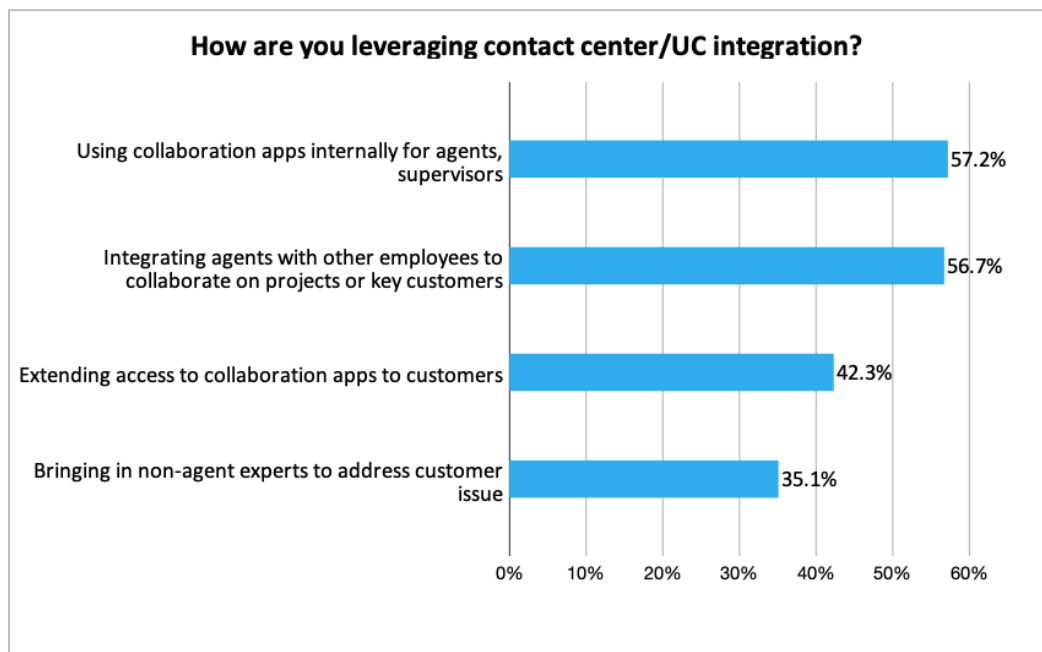 How are you leveraging contact center/UC integration?
Using collaboration apps internally for agents,
supervisors
57.2%
Integrating agents with other employees to
collaborate on projects or key customers
56.7%
Extending access to collaboration apps to customers
42.3%
Bringing in non-agent experts to address customer
issue
35.1%
0% 10% 20% 30% 40% 50% 60%